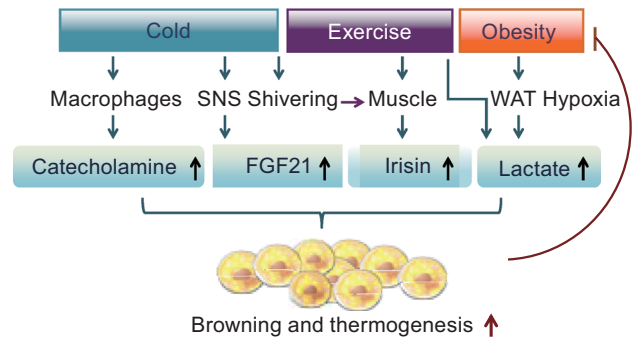 Cold Exercise Obesity
Macrophages SNS Shivering Muscle WAT Hypoxia
Catecholamine FGF21 Irisin Lactate
Browning and thermogenesis